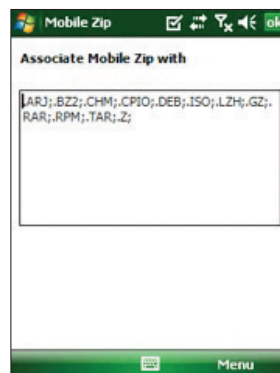 Mobile Zip
ok
Associate Mobile Zip with
.ARJ;.BZ2;.CHM;.CPIO;.DEB;.ISO;.LZH;.GZ;.
RAR;.RPM;.TAR;.Z;
Menu